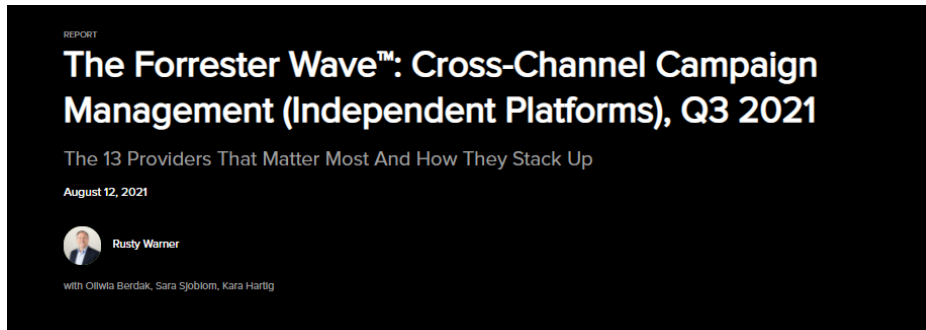 REPORT
The Forrester Wave™: Cross-Channel Campaign
Management (Independent Platforms), Q3 2021
The 13 Providers That Matter Most And How They Stack Up
August 12, 2021
Rusty Warner
with Oliwia Berdak, Sara Sjoblom, Kara Hartig